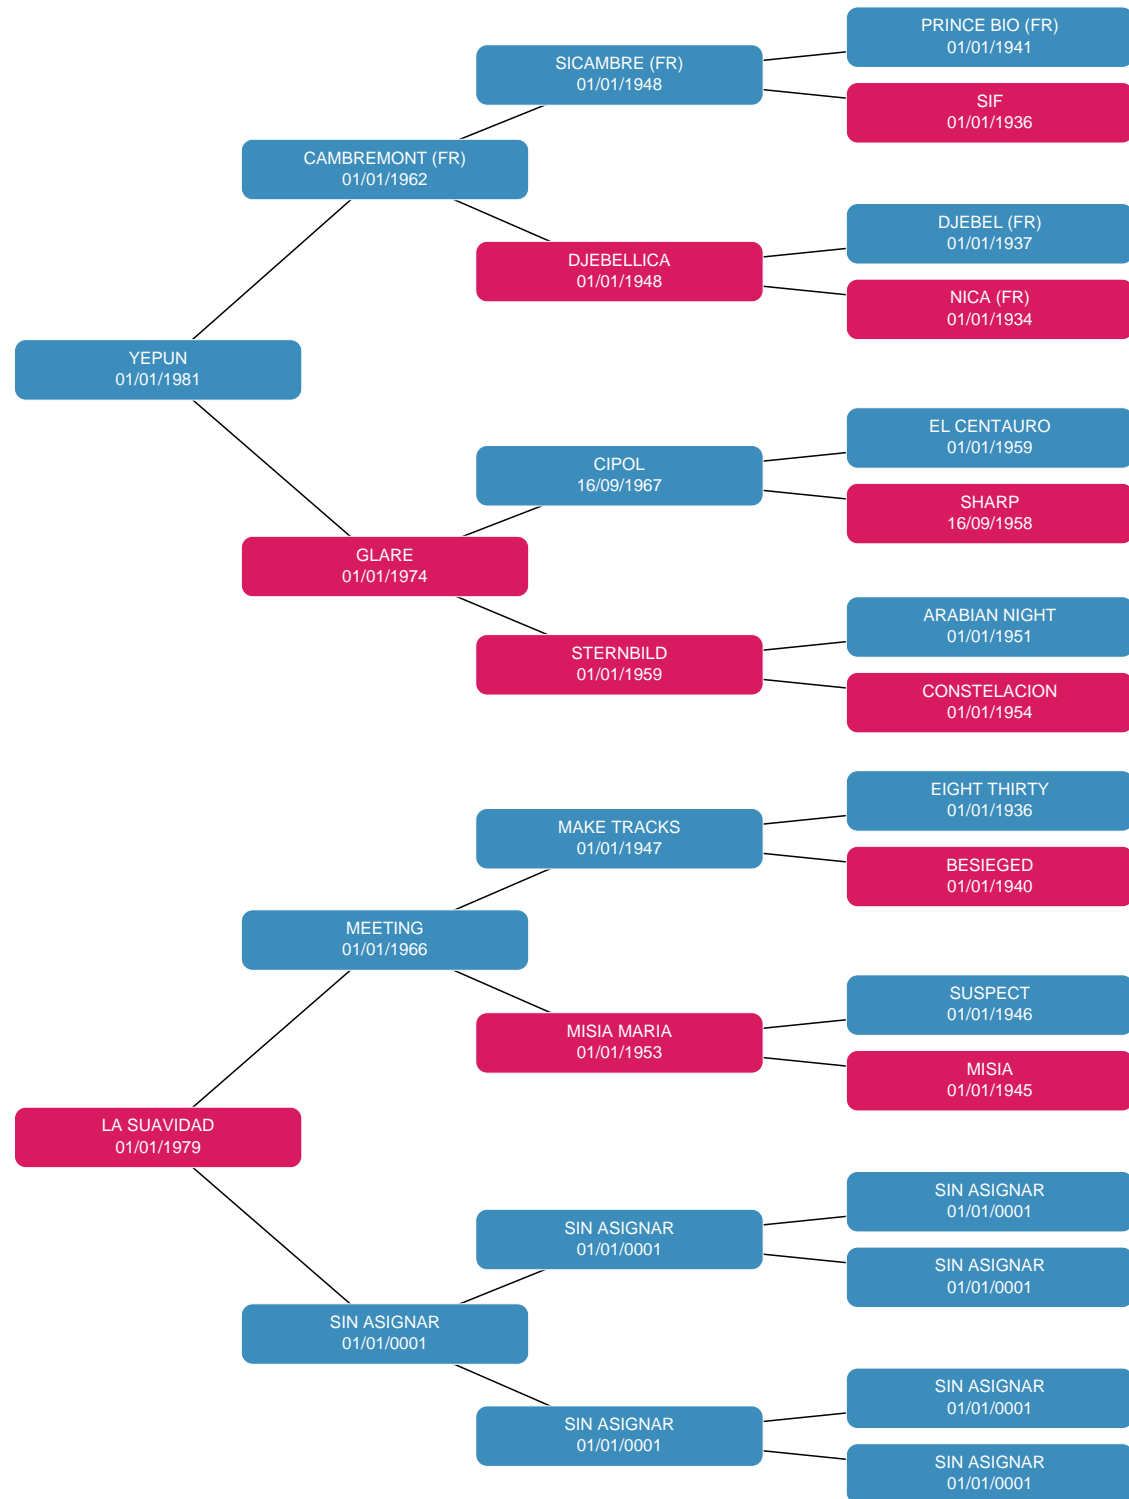 PRINCE BIO (FR)
01/01/1941
SICAMBRE (FR)
01/01/1948
SIF
01/01/1936
CAMBREMONT (FR)
01/01/1962
DJEBEL (FR)
01/01/1937
DJEBELLICA
01/01/1948
NICA (FR)
01/01/1934
YEPUN
01/01/1981
EL CENTAURO
01/01/1959
CIPOL
16/09/1967
SHARP
16/09/1958
GLARE
01/01/1974
ARABIAN NIGHT
01/01/1951
STERNBILD
01/01/1959
CONSTELACION
01/01/1954
EIGHT THIRTY
01/01/1936
MAKE TRACKS
01/01/1947
BESIEGED
01/01/1940
MEETING
01/01/1966
SUSPECT
01/01/1946
MISIA MARIA
01/01/1953
MISIA
01/01/1945
LA SUAVIDAD
01/01/1979
SIN ASIGNAR
01/01/0001
SIN ASIGNAR
01/01/0001
SIN ASIGNAR
01/01/0001
SIN ASIGNAR
01/01/0001
SIN ASIGNAR
01/01/0001
SIN ASIGNAR
01/01/0001
SIN ASIGNAR
01/01/0001